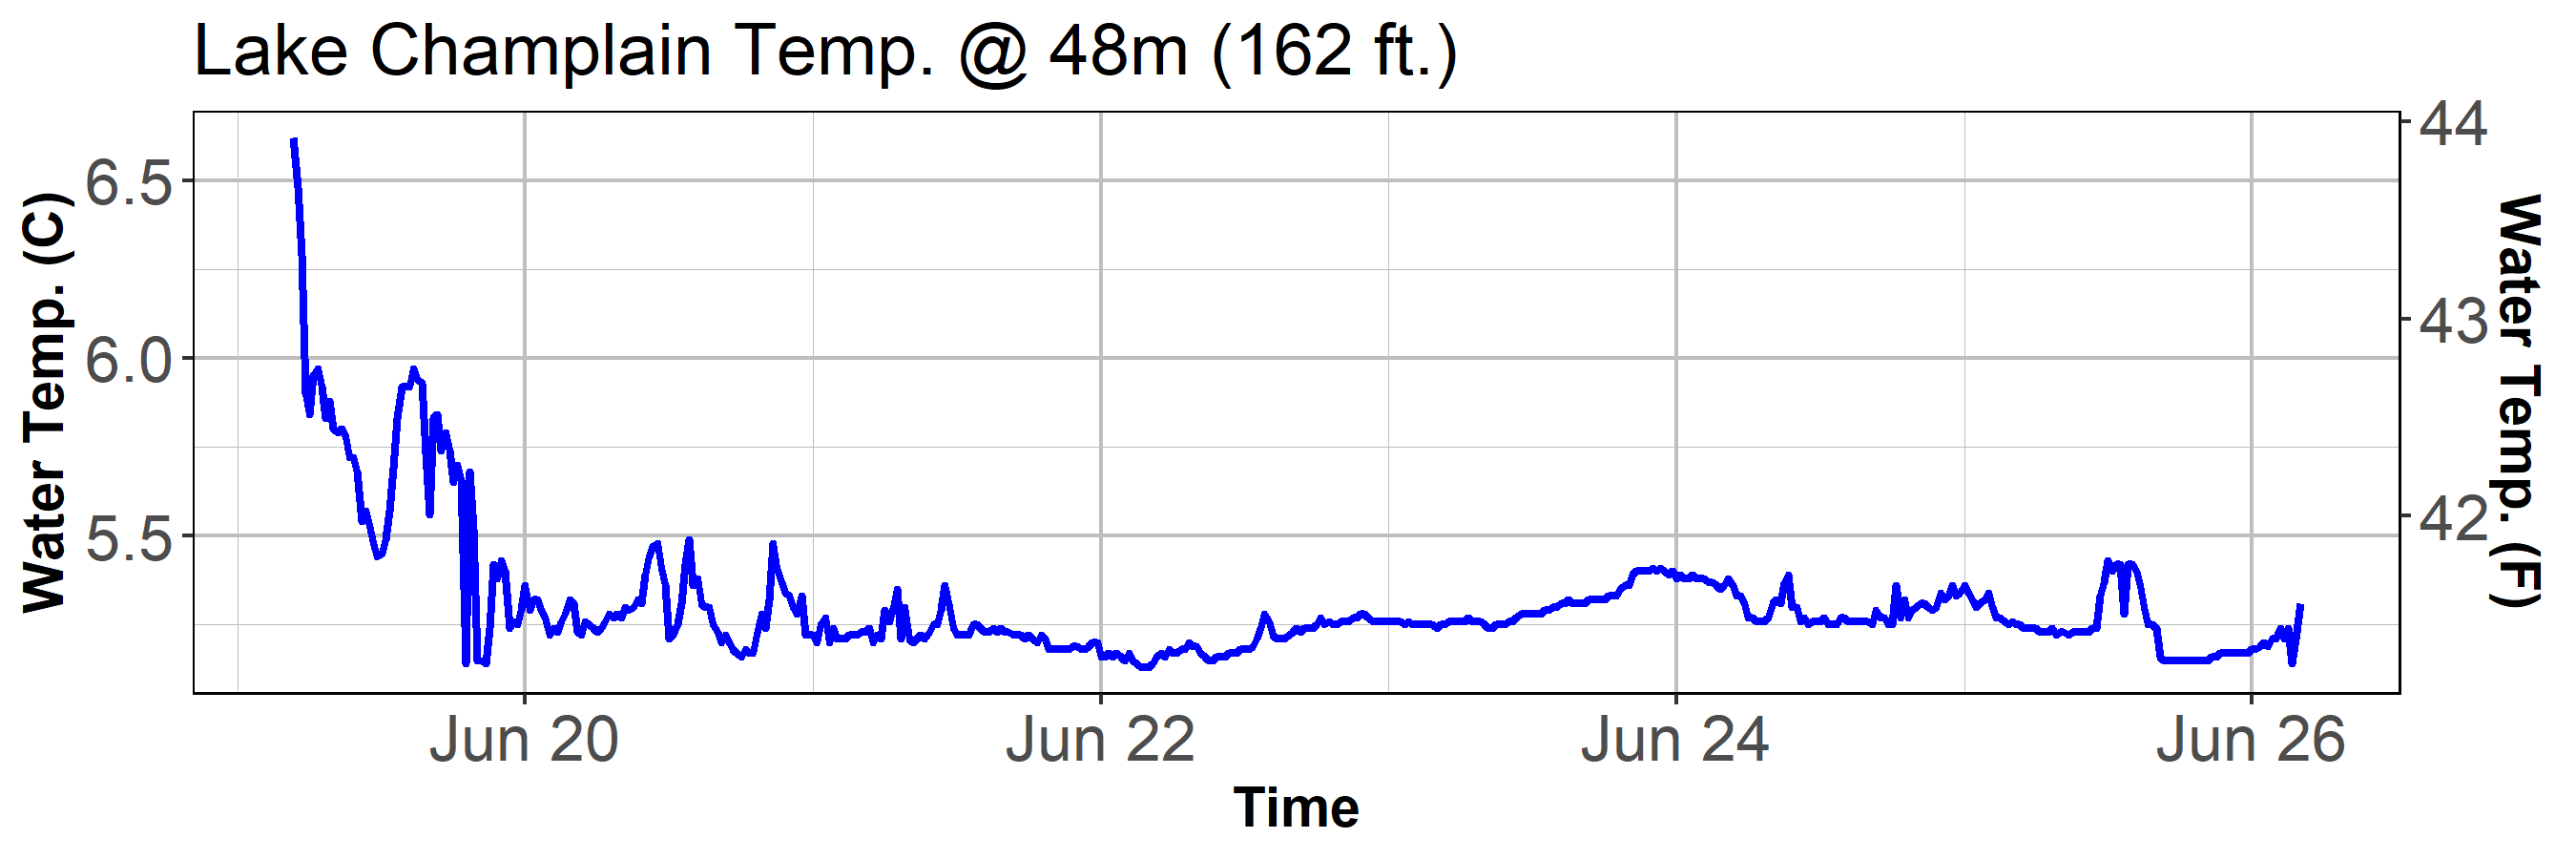 Lake Champlain Temp. @ 48m (162 ft.)
Water Temp. (C)
6.5
6.0
5.5
44
43
42
Water Temp. (F)
Jun 20
Jun 22
Jun 24
Jun 26
Time